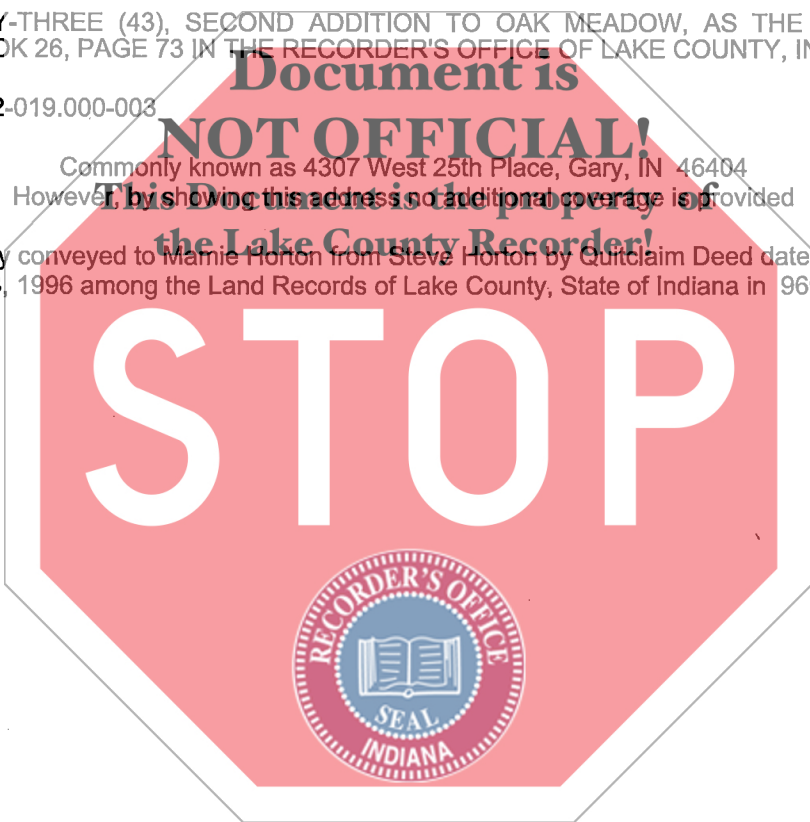 Y-THREE (43), SECOND ADDITION TO OAK MEADOW, AS THE
OK 26, PAGE 73 IN THE RECORDER'S OFFICE OF LAKE COUNTY, IN
Document is
2-019.000-003
NOT OFFICIAL!
Commonly known as 4307 West 25th Place, Gary, IN 46404
However, by showing this address no additional coverage is provided
This Document is the property of
the Lake County Recorder!
y conveyed to Mamie Horton from Steve Horton by Quitclaim Deed date
, 1996 among the Land Records of Lake County, State of Indiana in 96
STOP
RECORDER'S OFFICE
SEAL
INDIANA